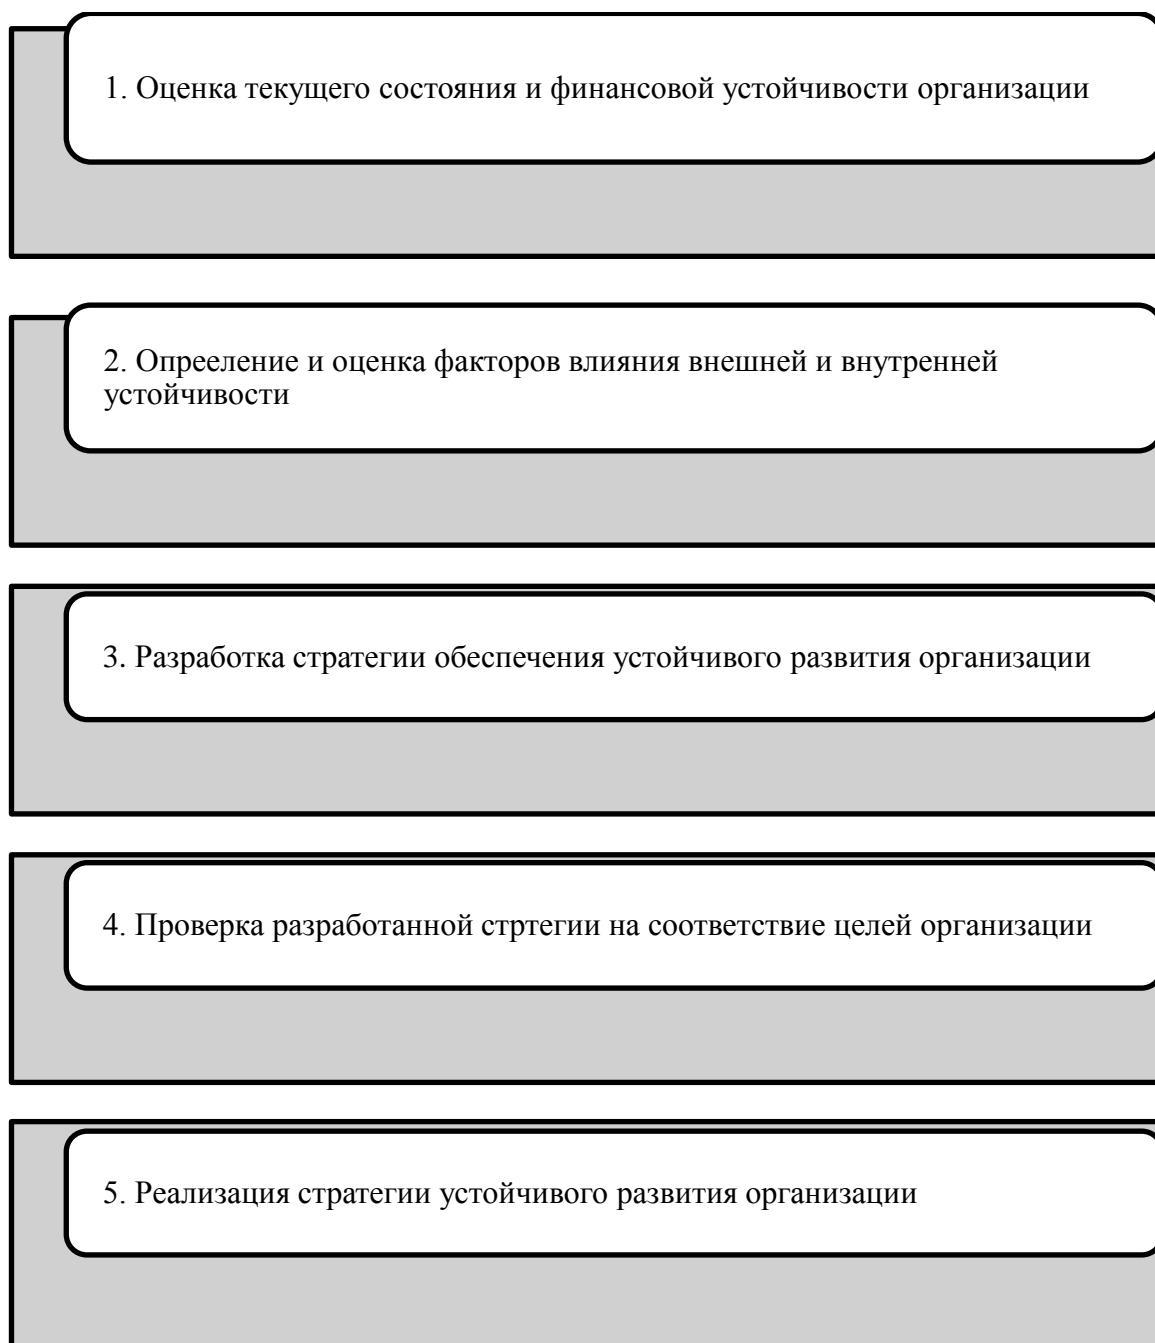 1. Оценка текущего состояния и финансовой устойчивости организации
2. Опрееление и оценка факторов влияния внешней и внутренней
устойчивости
3. Разработка стратегии обеспечения устойчивого развития организации
4. Проверка разработанной стртегии на соответствие целей организации
5. Реализация стратегии устойчивого развития организации